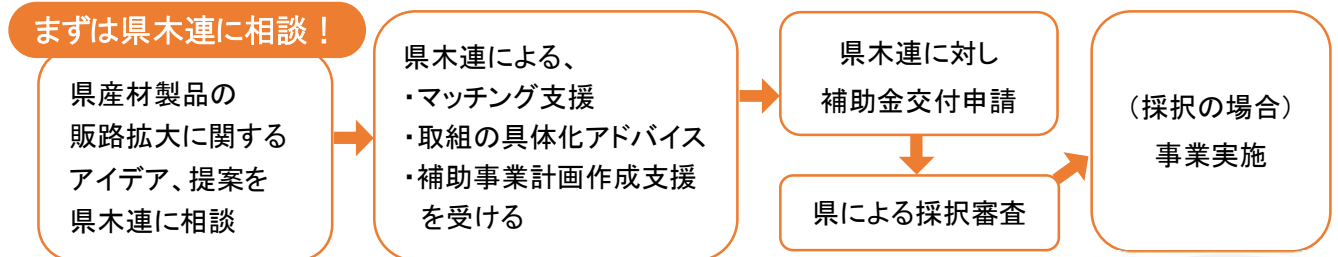 まずは県木連に相談！
県産材製品の
販路拡大に関する
アイデア、提案を
県木連に相談
県木連による、
・マッチング支援
・取組の具体化アドバイス
・補助事業計画作成支援
を受ける
県木連に対し
補助金交付申請
県による採択審査
（採択の場合）
事業実施